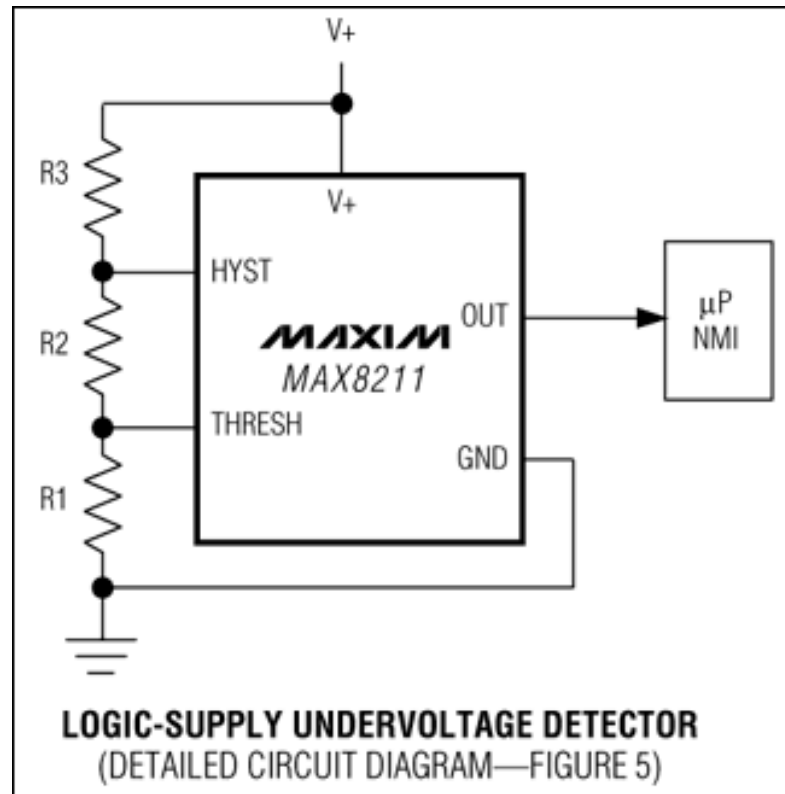 V+
R3
V+
HYST
OUT
µP
NMI
R2
MAXIM
MAX8211
THRESH
GND
R1
LOGIC-SUPPLY UNDERVOLTAGE DETECTOR
(DETAILED CIRCUIT DIAGRAM—FIGURE 5)